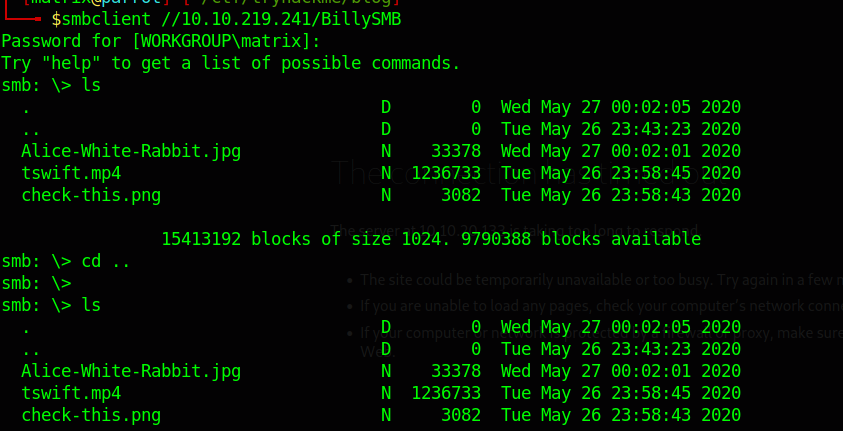 [matrix@parrot]-[~/ctf/tryhackme/blog]
$smbclient //10.10.219.241/BillySMB
Password for [WORKGROUP\matrix]:
Try "help" to get a list of possible commands.
smb: \> ls
  .                                   D        0  Wed May 27 00:02:05 2020
  ..                                  D        0  Tue May 26 23:43:23 2020
  Alice-White-Rabbit.jpg              N    33378  Wed May 27 00:02:01 2020
  tswift.mp4                          N  1236733  Tue May 26 23:58:45 2020
  check-this.png                      N     3082  Tue May 26 23:58:43 2020
15413192 blocks of size 1024. 9790388 blocks available
smb: \> cd ..
smb: \>
smb: \> ls
  .                                   D        0  Wed May 27 00:02:05 2020
  ..                                  D        0  Tue May 26 23:43:23 2020
  Alice-White-Rabbit.jpg              N    33378  Wed May 27 00:02:01 2020
  tswift.mp4                          N  1236733  Tue May 26 23:58:45 2020
  check-this.png                      N     3082  Tue May 26 23:58:43 2020
The
The server at
long to
The site could be temporarily unavailable or too busy. Try again in a few
If you are unable to load any pages, check your computer's network
If your computer or network
proxy, make sure